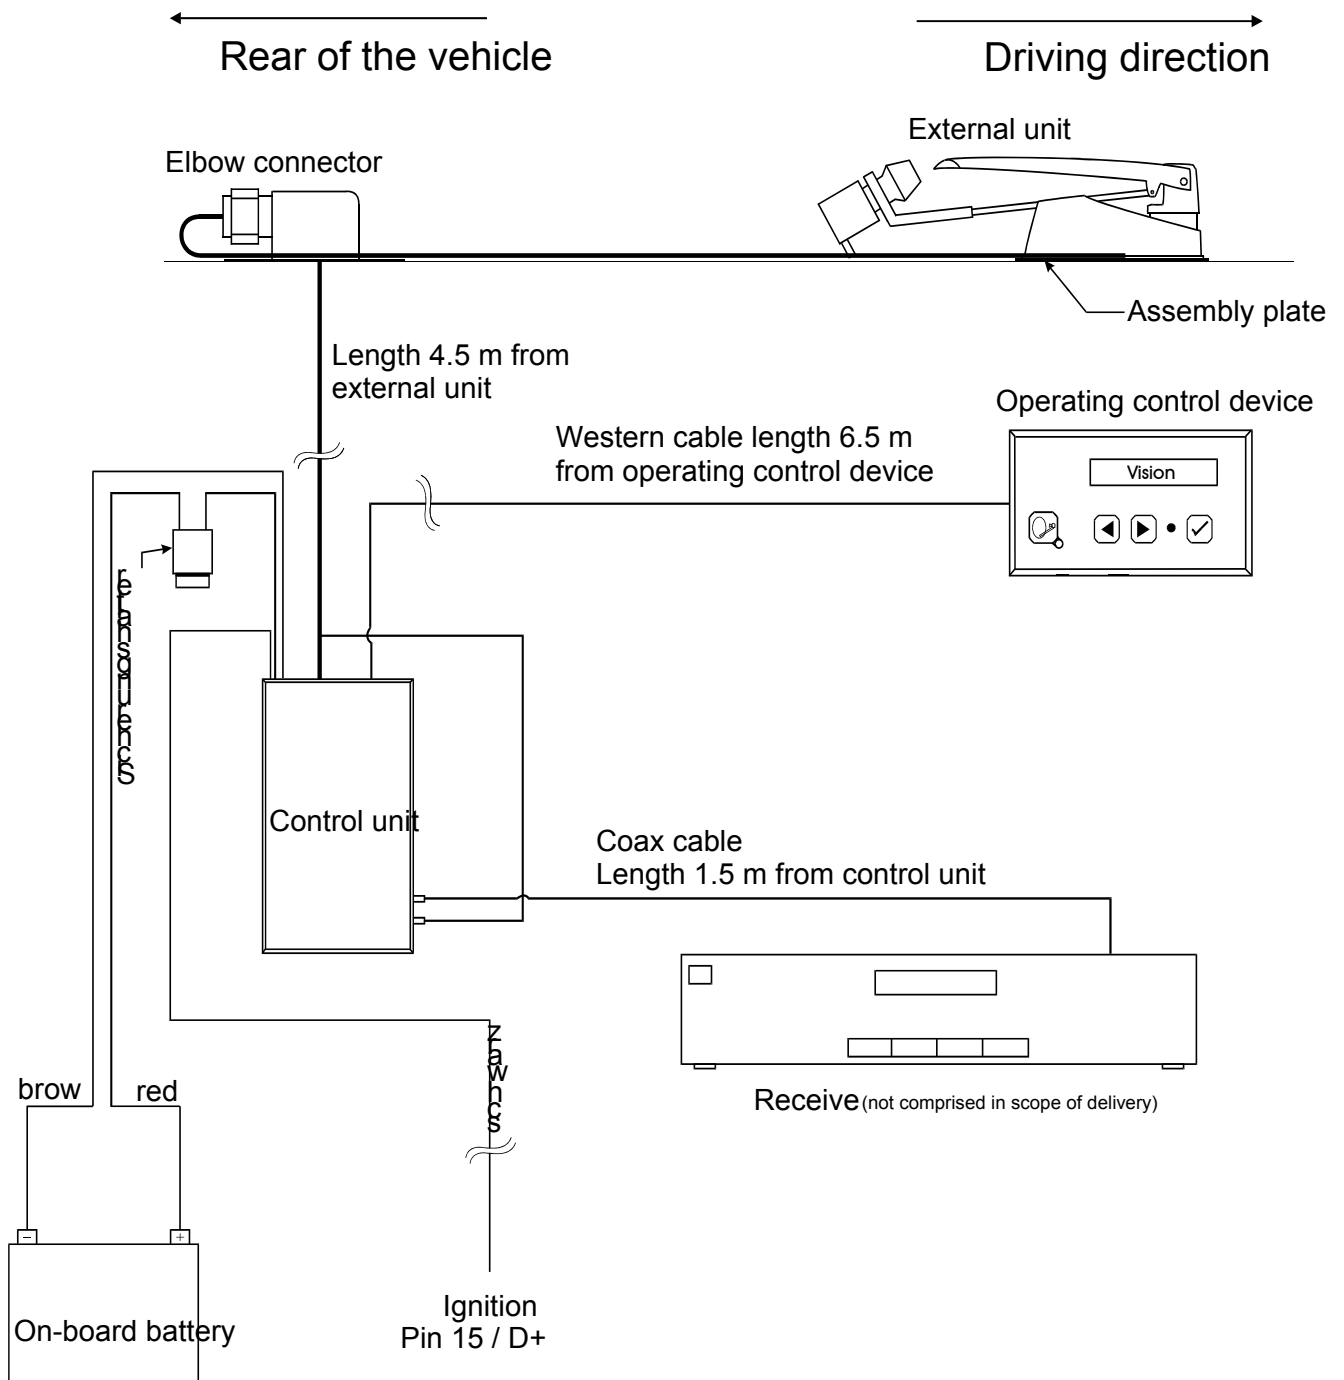 Rear of the vehicle
Driving direction
External unit
Elbow connector
Assembly plate
Length 4.5 m from
external unit
Operating control device
Western cable length 6.5 m
from operating control device
Vision
Sicherungshalter
Control unit
Coax cable
Length 1.5 m from control unit
schwarz
brow
red
Receive (not comprised in scope of delivery)
−
+
On-board battery
Ignition
Pin 15 / D+